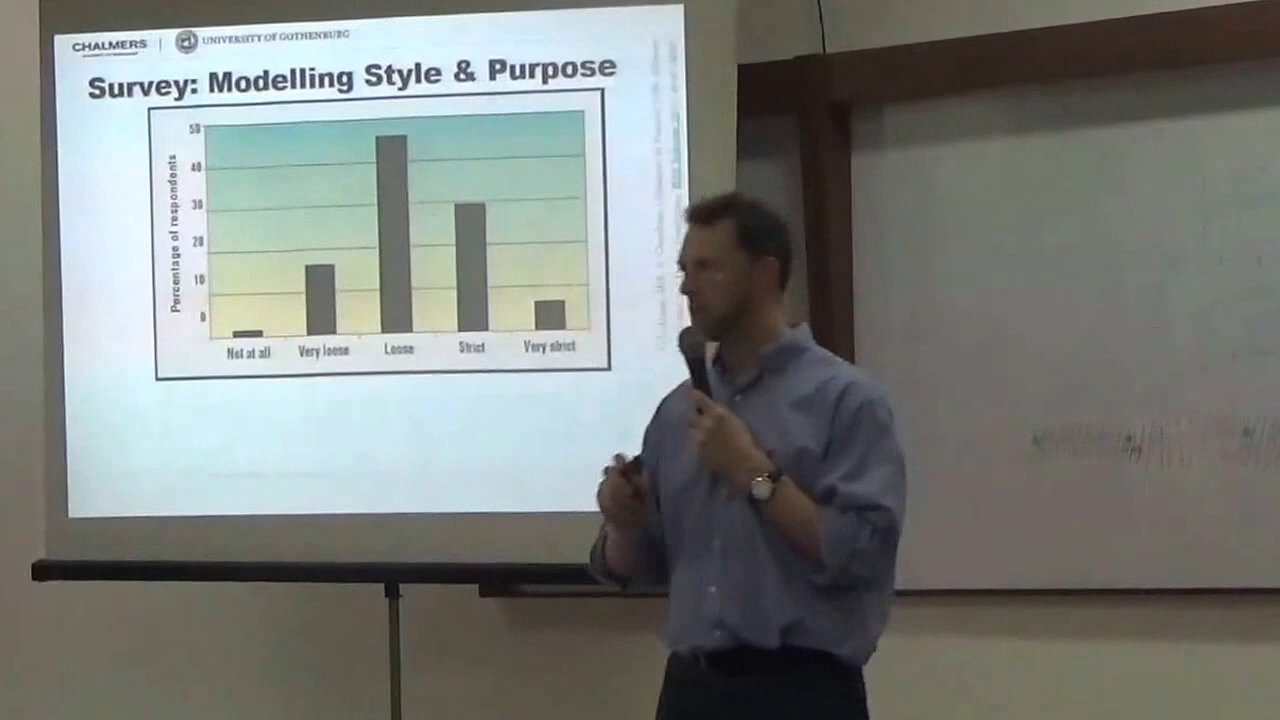 CHALMERS
UNIVERSITY OF GOTHENBURG
Survey: Modelling Style & Purpose
Percentage of respondents
50
40
30
20
10
0
Not at all
Very loose
Loose
Strict
Very strict